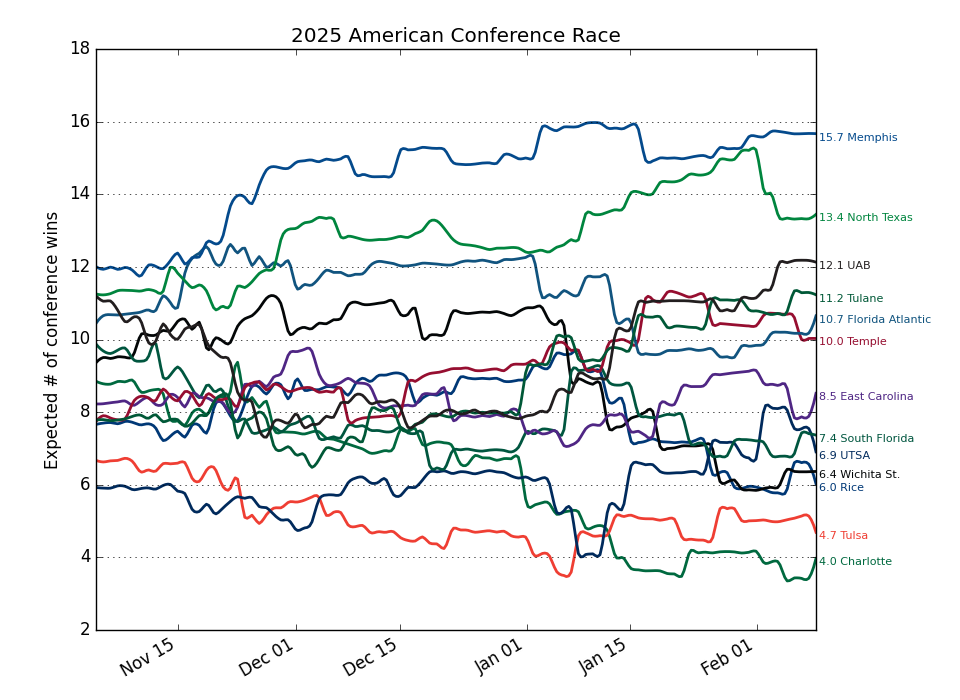 2025 American Conference Race
Expected # of conference wins
18
16
14
12
10
8
6
4
2
Nov 15
Dec 01
Dec 15
Jan 01
Jan 15
Feb 01
15.7 Memphis
13.4 North Texas
12.1 UAB
11.2 Tulane
10.7 Florida Atlantic
10.0 Temple
8.5 East Carolina
7.4 South Florida
6.9 UTSA
6.4 Wichita St.
6.0 Rice
4.7 Tulsa
4.0 Charlotte